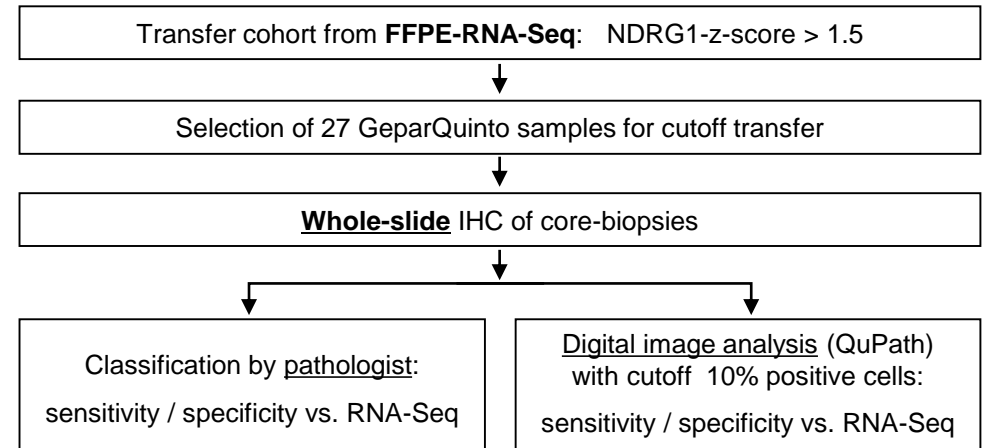 Transfer cohort from FFPE-RNA-Seq: NDRG1-z-score > 1.5
Selection of 27 GeparQuinto samples for cutoff transfer
Whole-slide IHC of core-biopsies
Classification by pathologist:
sensitivity / specificity vs. RNA-Seq
Digital image analysis (QuPath)
with cutoff 10% positive cells:
sensitivity / specificity vs. RNA-Seq